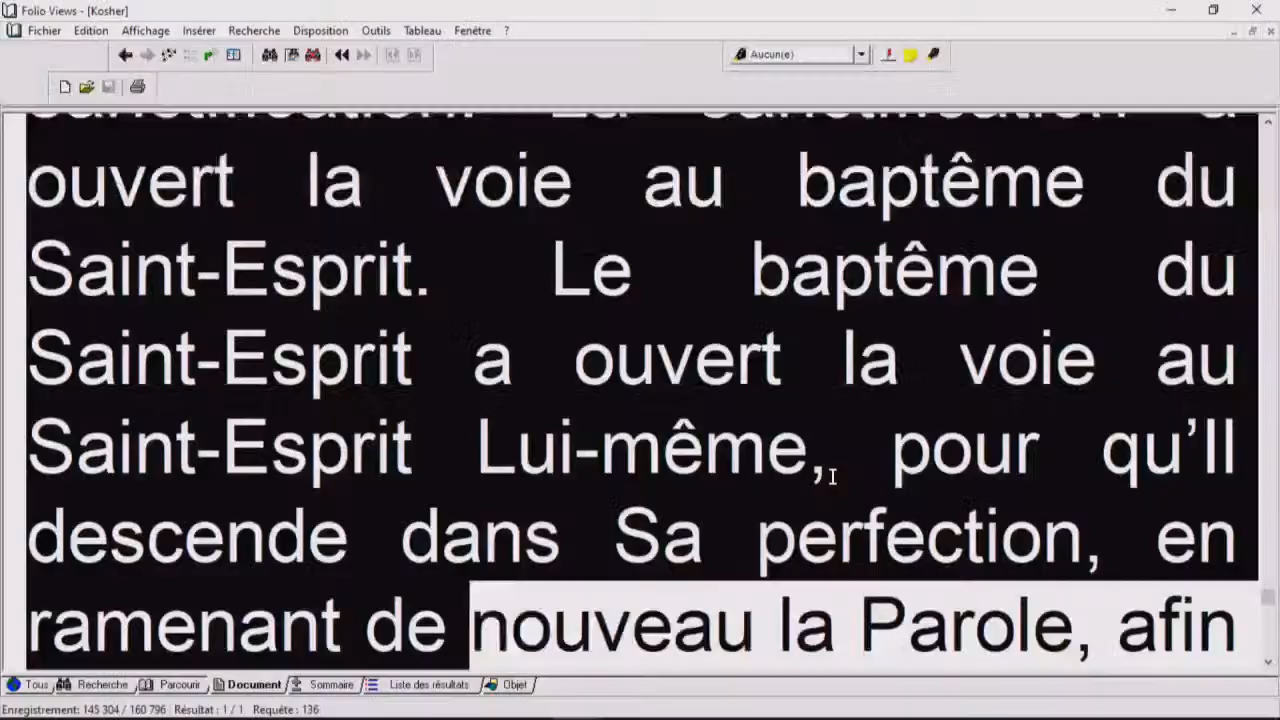 Folio Views - [Kosher]
Fichier Edition Affichage Insérer Recherche Disposition Outils Tableau Fenêtre ?
Aucun(e)
ouvert la voie au baptême du
Saint-Esprit. Le baptême du
Saint-Esprit a ouvert la voie au
Saint-Esprit Lui-même, pour qu’Il
descende dans Sa perfection, en
ramenant de nouveau la Parole, afin
Tous Recherche Parcourir Document Sommaire Liste des résultats Objet
Enregistrement: 145 304 / 160 796 Résultat : 1 / 1 Requête : 136